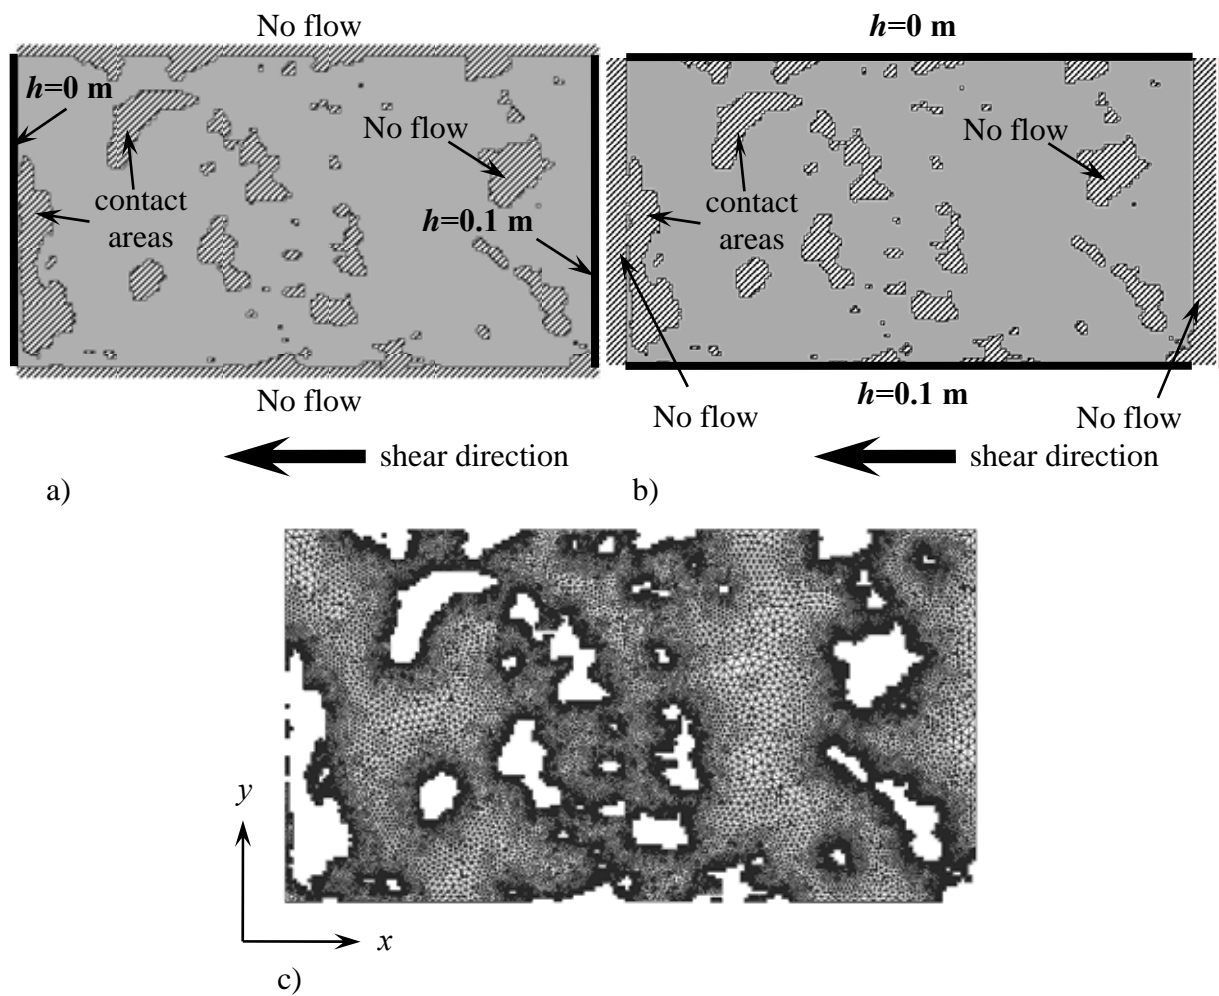 No flow
h=0 m
No flow
contact
areas
h=0.1 m
No flow
shear direction
a)
h=0 m
No flow
contact
areas
h=0.1 m
No flow
No flow
shear direction
b)
y
x
c)